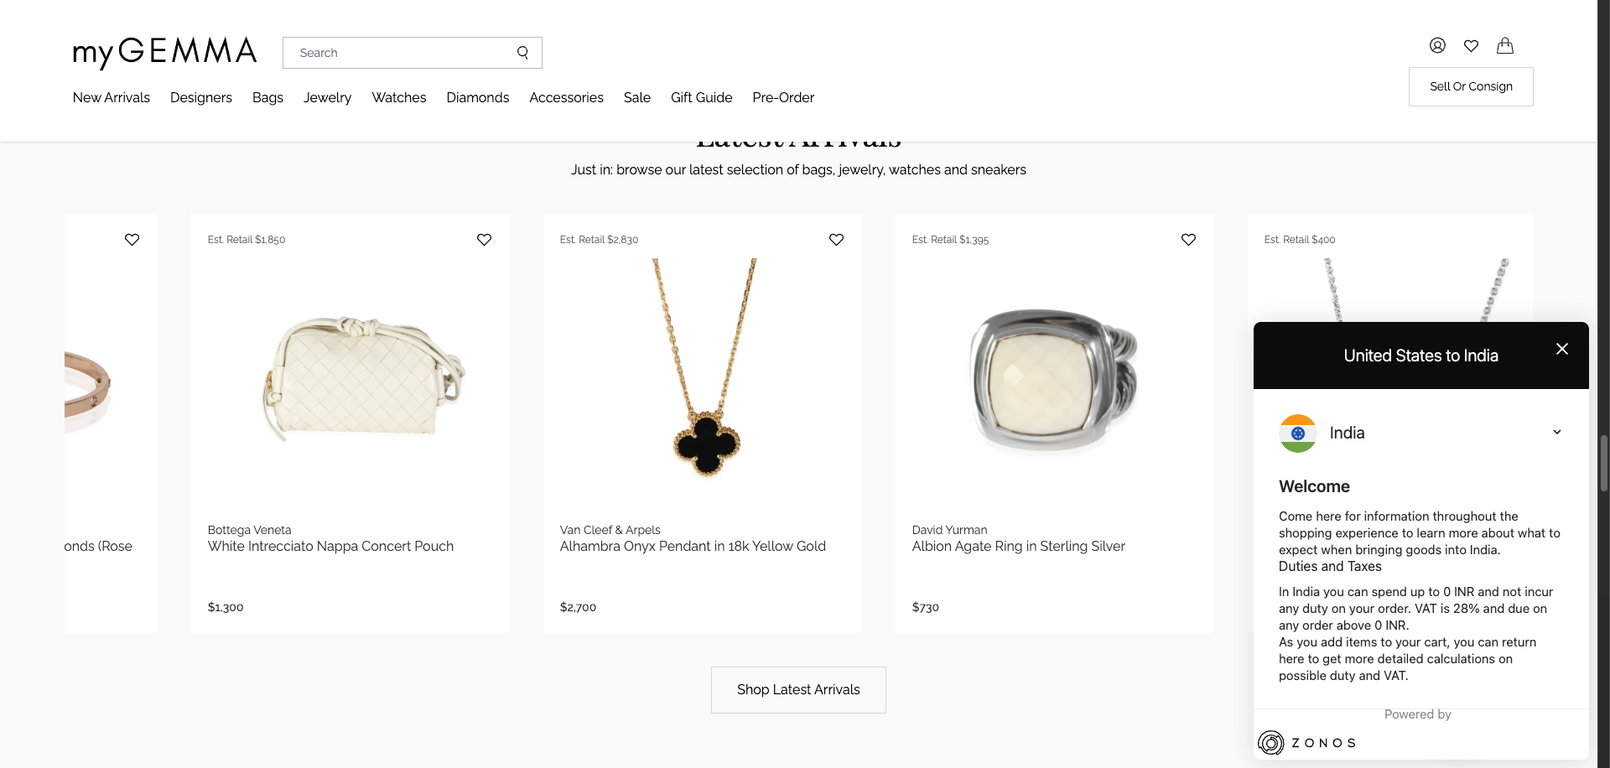 myGEMMA
Search
Sell Or Consign
New Arrivals Designers Bags Jewelry Watches Diamonds Accessories Sale Gift Guide Pre-Order
Latest Arrivals
Just in: browse our latest selection of bags, jewelry, watches and sneakers
onds (Rose
Est. Retail $1,850
Bottega Veneta
White Intrecciato Nappa Concert Pouch
$1,300
Est. Retail $2,830
Van Cleef & Arpels
Alhambra Onyx Pendant in 18k Yellow Gold
$2,700
Est. Retail $1,395
David Yurman
Albion Agate Ring in Sterling Silver
$730
Est. Retail $400
Shop Latest Arrivals
United States to India
India
Welcome
Come here for information throughout the
shopping experience to learn more about what to
expect when bringing goods into India.
Duties and Taxes
In India you can spend up to 0 INR and not incur
any duty on your order. VAT is 28% and due on
any order above 0 INR.
As you add items to your cart, you can return
here to get more detailed calculations on
possible duty and VAT.
Powered by
ZONOS